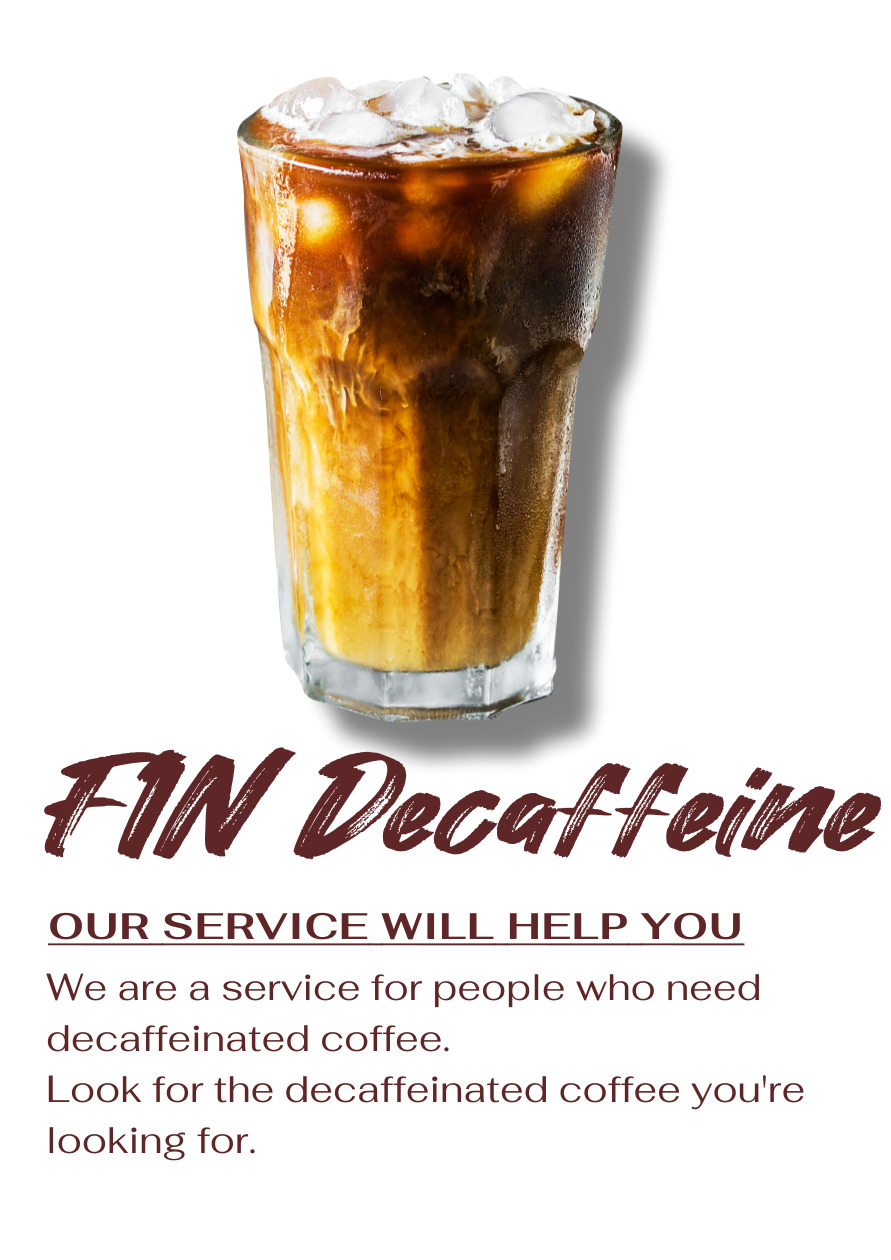 FIN Decaffeine
OUR SERVICE WILL HELP YOU
We are a service for people who need
decaffeinated coffee.
Look for the decaffeinated coffee you're
looking for.